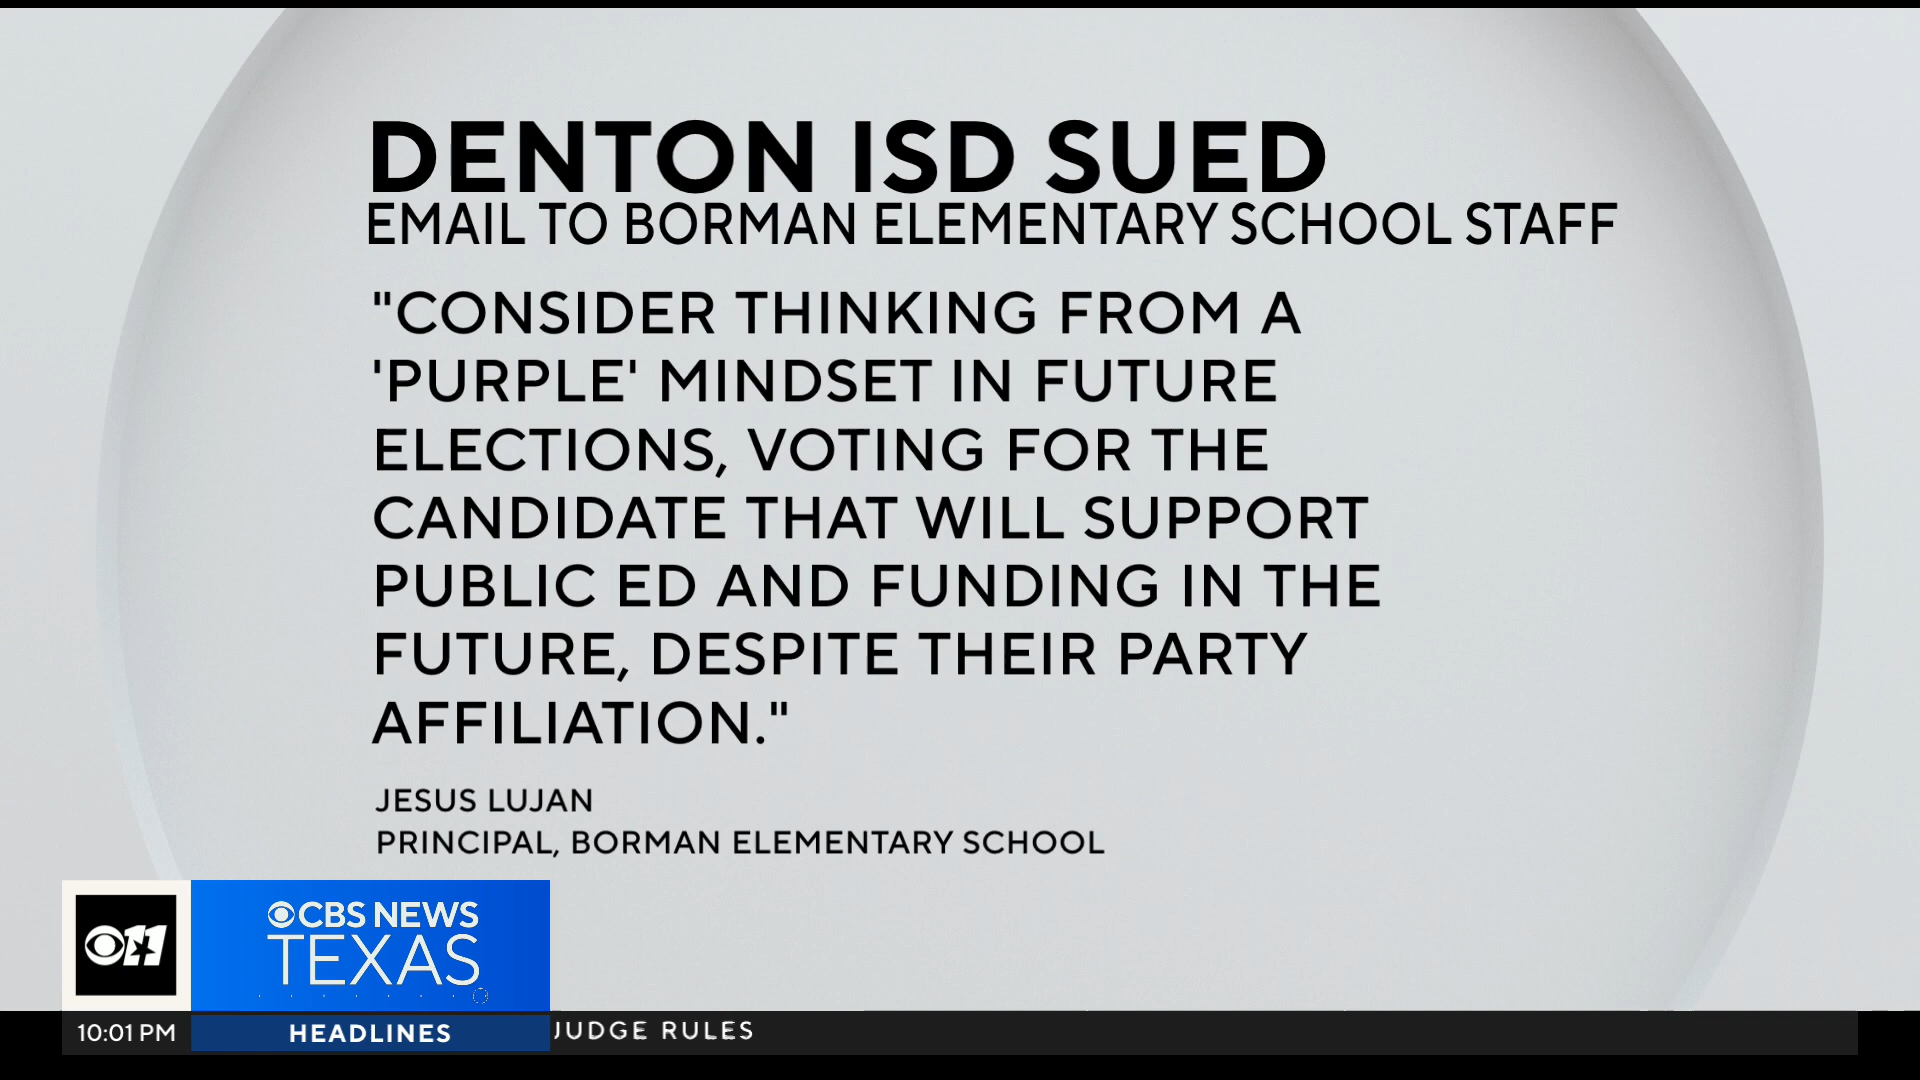 DENTON ISD SUED
EMAIL TO BORMAN ELEMENTARY SCHOOL STAFF
"CONSIDER THINKING FROM A
'PURPLE' MINDSET IN FUTURE
ELECTIONS, VOTING FOR THE
CANDIDATE THAT WILL SUPPORT
PUBLIC ED AND FUNDING IN THE
FUTURE, DESPITE THEIR PARTY
AFFILIATION."
JESUS LUJAN
PRINCIPAL, BORMAN ELEMENTARY SCHOOL
11
CBS NEWS
TEXAS
10:01 PM
HEADLINES
JUDGE RULES